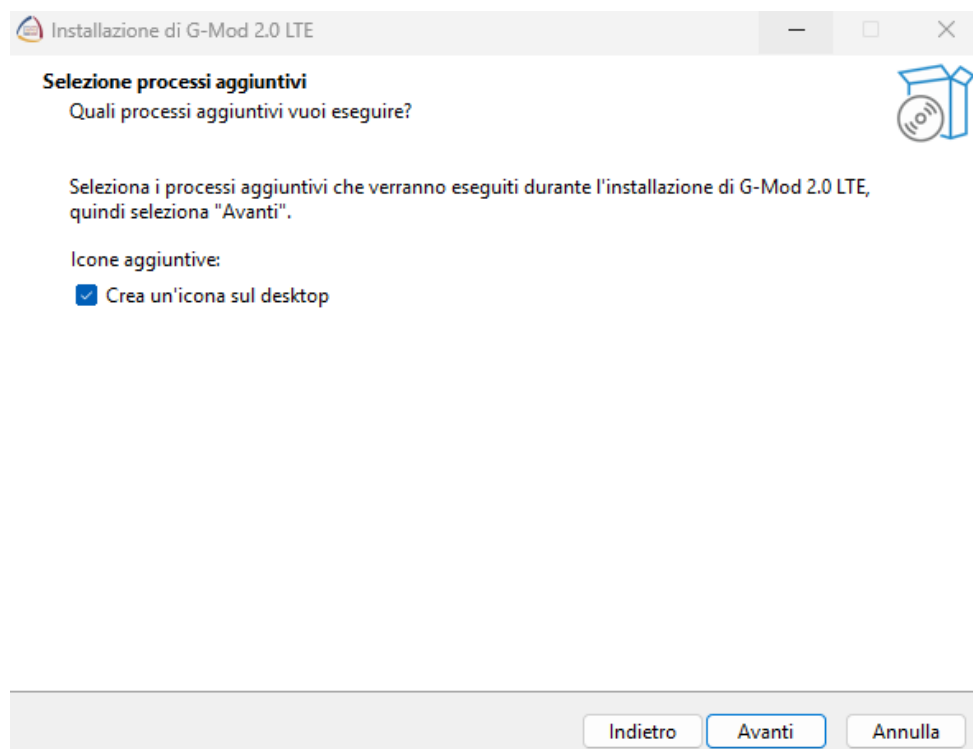 Installazione di G-Mod 2.0 LTE
Selezione processi aggiuntivi
Quali processi aggiuntivi vuoi eseguire?
Seleziona i processi aggiuntivi che verranno eseguiti durante l'installazione di G-Mod 2.0 LTE,
quindi seleziona "Avanti".
Icone aggiuntive:
Crea un'icona sul desktop
Indietro Avanti Annulla